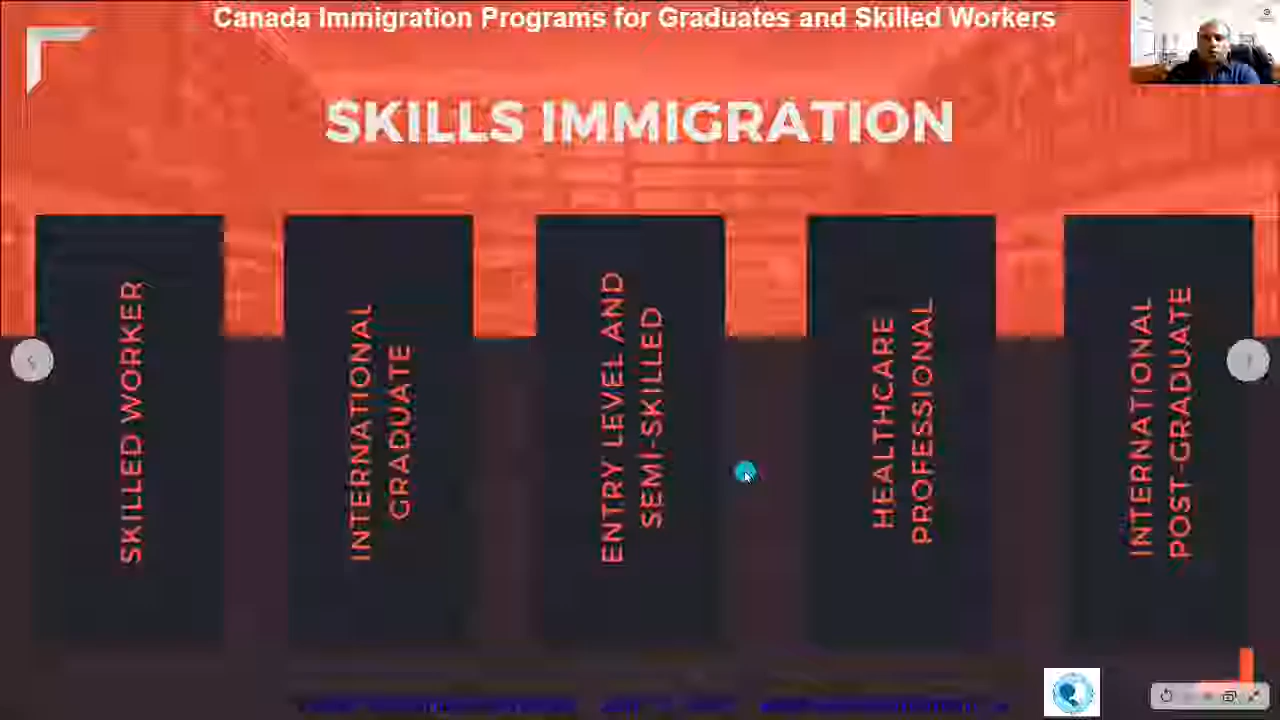 Canada Immigration Programs for Graduates and Skilled Workers
SKILLS IMMIGRATION
SKILLED WORKER
INTERNATIONAL
GRADUATE
ENTRY LEVEL AND
SEMI-SKILLED
HEALTHCARE
PROFESSIONAL
INTERNATIONAL
POST-GRADUATE